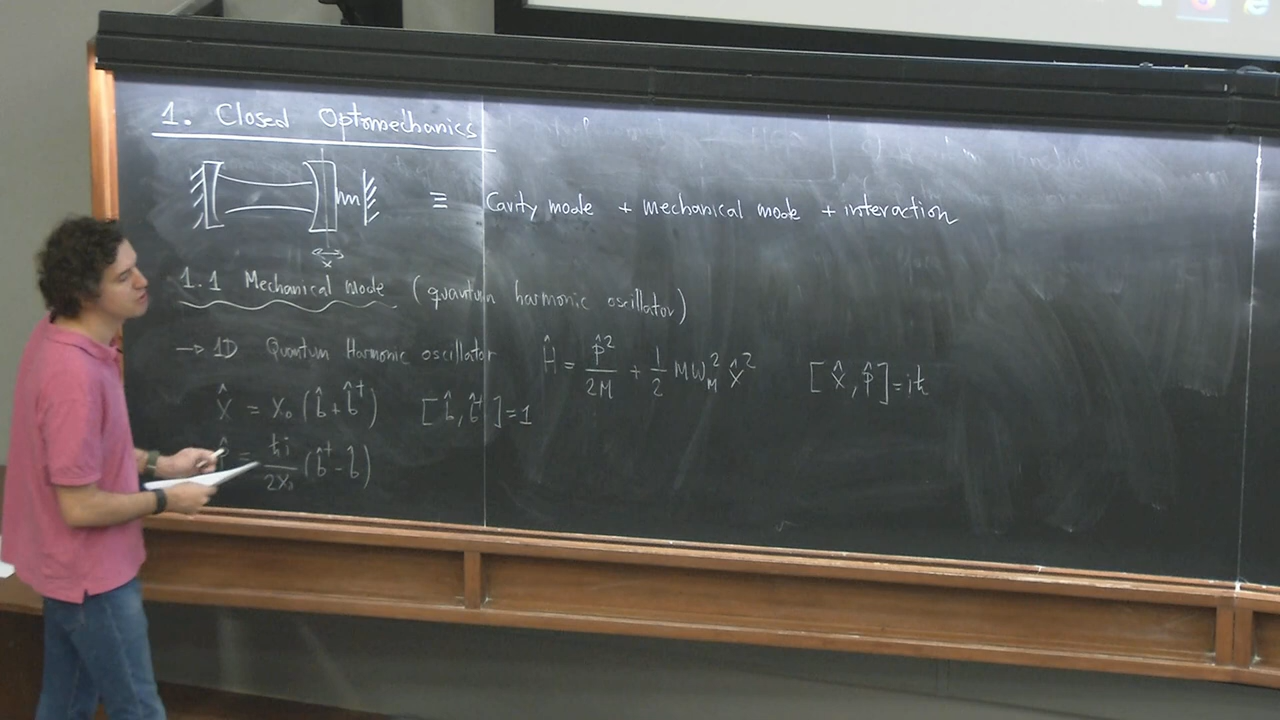 1. Closed Optomechanics
≡ Cavity mode + mechanical mode + interaction
x
1.1 Mechanical mode (quantum harmonic oscillator)
→ 1D Quantum Harmonic oscillator Ĥ = P̂²/2M + 1/2 M ω_M² X̂² [X̂, P̂] = iħ
X̂ = X₀ (b̂ + b̂†) [b̂, b̂†] = 1
P̂ = ħi/2X₀ (b̂† - b̂)